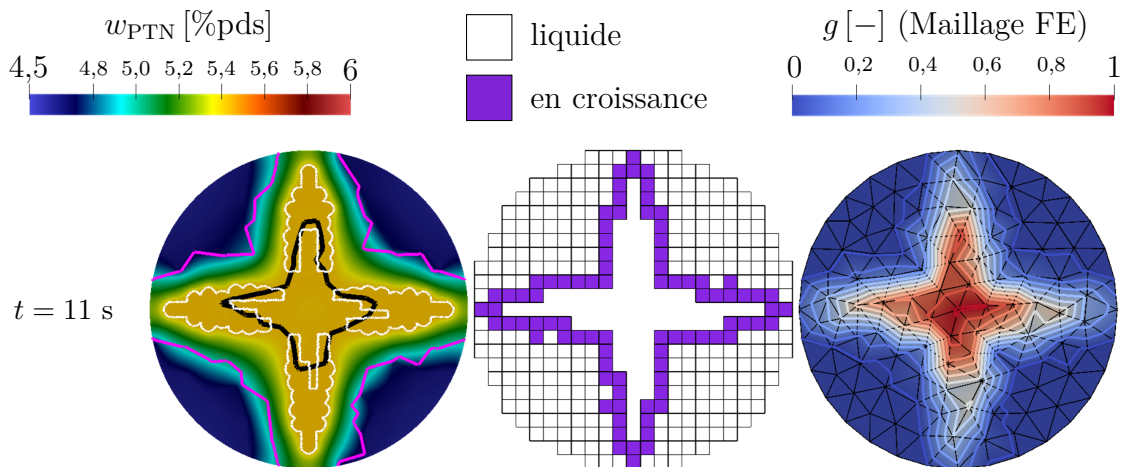 w_PTN [%pds]
4,5 4,8 5,0 5,2 5,4 5,6 5,8 6
liquide
en croissance
g [−] (Maillage FE)
0 0,2 0,4 0,6 0,8 1
t = 11 s